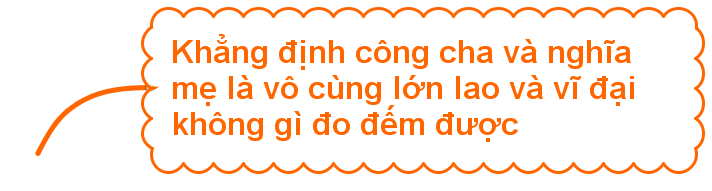 Khẳng định công cha và nghĩa
mẹ là vô cùng lớn lao và vĩ đại
không gì đo đếm được